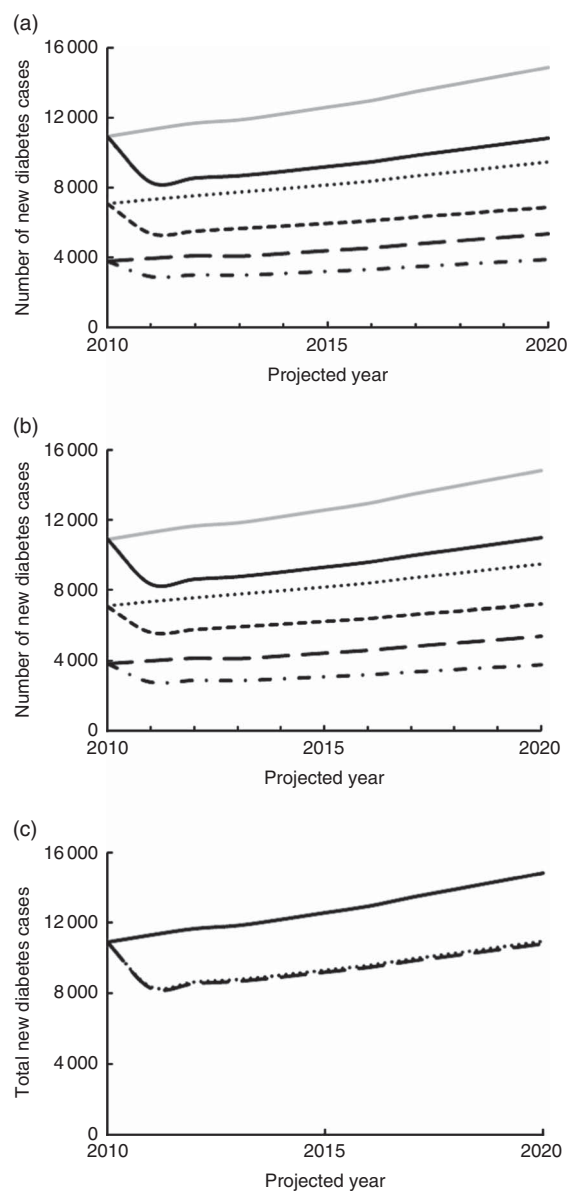 (a)
16 000
12 000
8 000
4 000
0
Number of new diabetes cases
2010 2015 2020
Projected year
(b)
16 000
12 000
8 000
4 000
0
Number of new diabetes cases
2010 2015 2020
Projected year
(c)
16 000
12 000
8 000
4 000
0
Total new diabetes cases
2010 2015 2020
Projected year